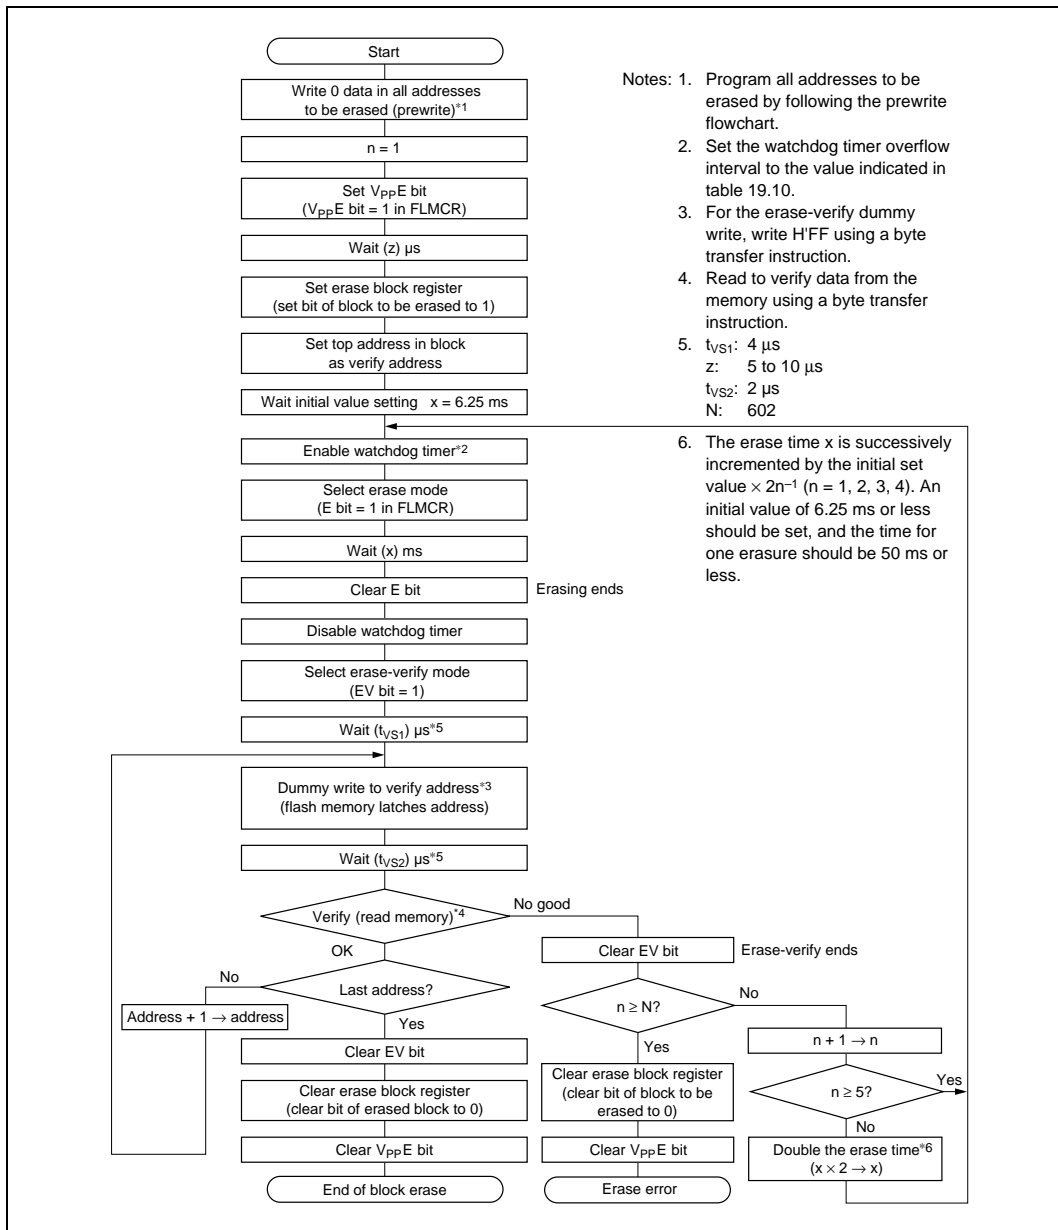 Start
Write 0 data in all addresses
to be erased (prewrite)*1
n = 1
Set VPPE bit
(VPPE bit = 1 in FLMCR)
Wait (z) µs
Set erase block register
(set bit of block to be erased to 1)
Set top address in block
as verify address
Wait initial value setting x = 6.25 ms
Enable watchdog timer*2
Select erase mode
(E bit = 1 in FLMCR)
Wait (x) ms
Clear E bit
Erasing ends
Disable watchdog timer
Select erase-verify mode
(EV bit = 1)
Wait (tVS1) µs*5
Dummy write to verify address*3
(flash memory latches address)
Wait (tVS2) µs*5
Verify (read memory)*4
No good
OK
Last address?
No
Address + 1 → address
Yes
Clear EV bit
Clear erase block register
(clear bit of erased block to 0)
Clear VPPE bit
End of block erase
Clear EV bit
Erase-verify ends
n ≥ N?
No
Yes
Clear erase block register
(clear bit of block to be
erased to 0)
Clear VPPE bit
Erase error
n + 1 → n
n ≥ 5?
Yes
No
Double the erase time*6
(x × 2 → x)
Notes: 1. Program all addresses to be
erased by following the prewrite
flowchart.
2. Set the watchdog timer overflow
interval to the value indicated in
table 19.10.
3. For the erase-verify dummy
write, write H'FF using a byte
transfer instruction.
4. Read to verify data from the
memory using a byte transfer
instruction.
5. tVS1: 4 µs
z: 5 to 10 µs
tVS2: 2 µs
N: 602
6. The erase time x is successively
incremented by the initial set
value × 2n–1 (n = 1, 2, 3, 4). An
initial value of 6.25 ms or less
should be set, and the time for
one erasure should be 50 ms or
less.